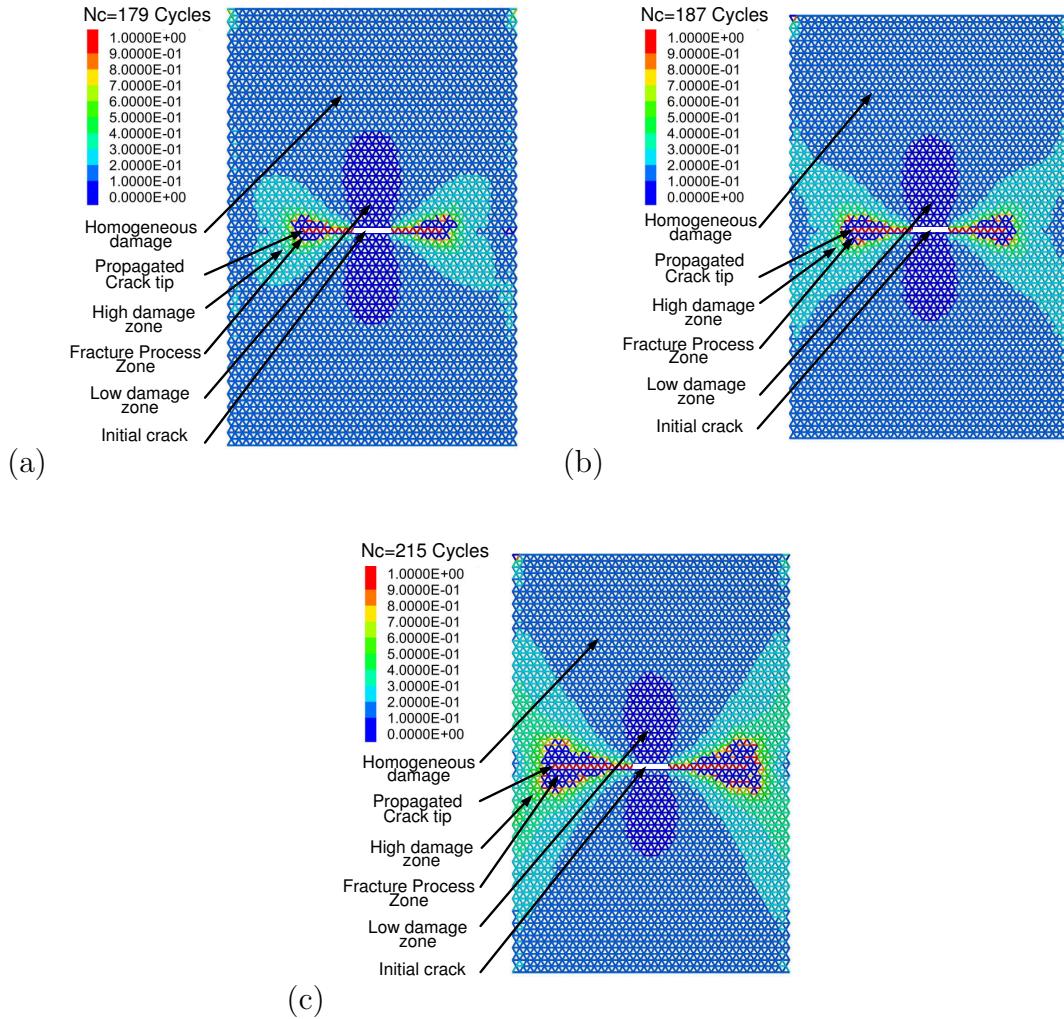 Nc=179 Cycles
1.0000E+00
9.0000E-01
8.0000E-01
7.0000E-01
6.0000E-01
5.0000E-01
4.0000E-01
3.0000E-01
2.0000E-01
1.0000E-01
0.0000E+00
Homogeneous
damage
Propagated
Crack tip
High damage
zone
Fracture Process
Zone
Low damage
zone
Initial crack
(a)
Nc=187 Cycles
1.0000E+00
9.0000E-01
8.0000E-01
7.0000E-01
6.0000E-01
5.0000E-01
4.0000E-01
3.0000E-01
2.0000E-01
1.0000E-01
0.0000E+00
Homogeneous
damage
Propagated
Crack tip
High damage
zone
Fracture Process
Zone
Low damage
zone
Initial crack
(b)
Nc=215 Cycles
1.0000E+00
9.0000E-01
8.0000E-01
7.0000E-01
6.0000E-01
5.0000E-01
4.0000E-01
3.0000E-01
2.0000E-01
1.0000E-01
0.0000E+00
Homogeneous
damage
Propagated
Crack tip
High damage
zone
Fracture Process
Zone
Low damage
zone
Initial crack
(c)